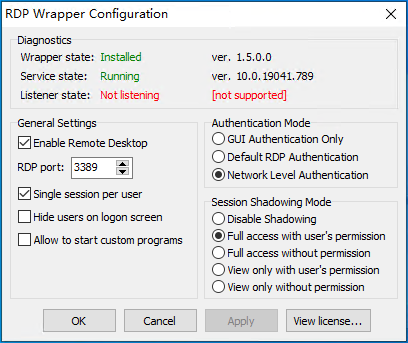 RDP Wrapper Configuration
Diagnostics
Wrapper state: Installed ver. 1.5.0.0
Service state: Running ver. 10.0.19041.789
Listener state: Not listening [not supported]
General Settings
Enable Remote Desktop
RDP port: 3389
Single session per user
Hide users on logon screen
Allow to start custom programs
Authentication Mode
GUI Authentication Only
Default RDP Authentication
Network Level Authentication
Session Shadowing Mode
Disable Shadowing
Full access with user's permission
Full access without permission
View only with user's permission
View only without permission
OK Cancel Apply View license...